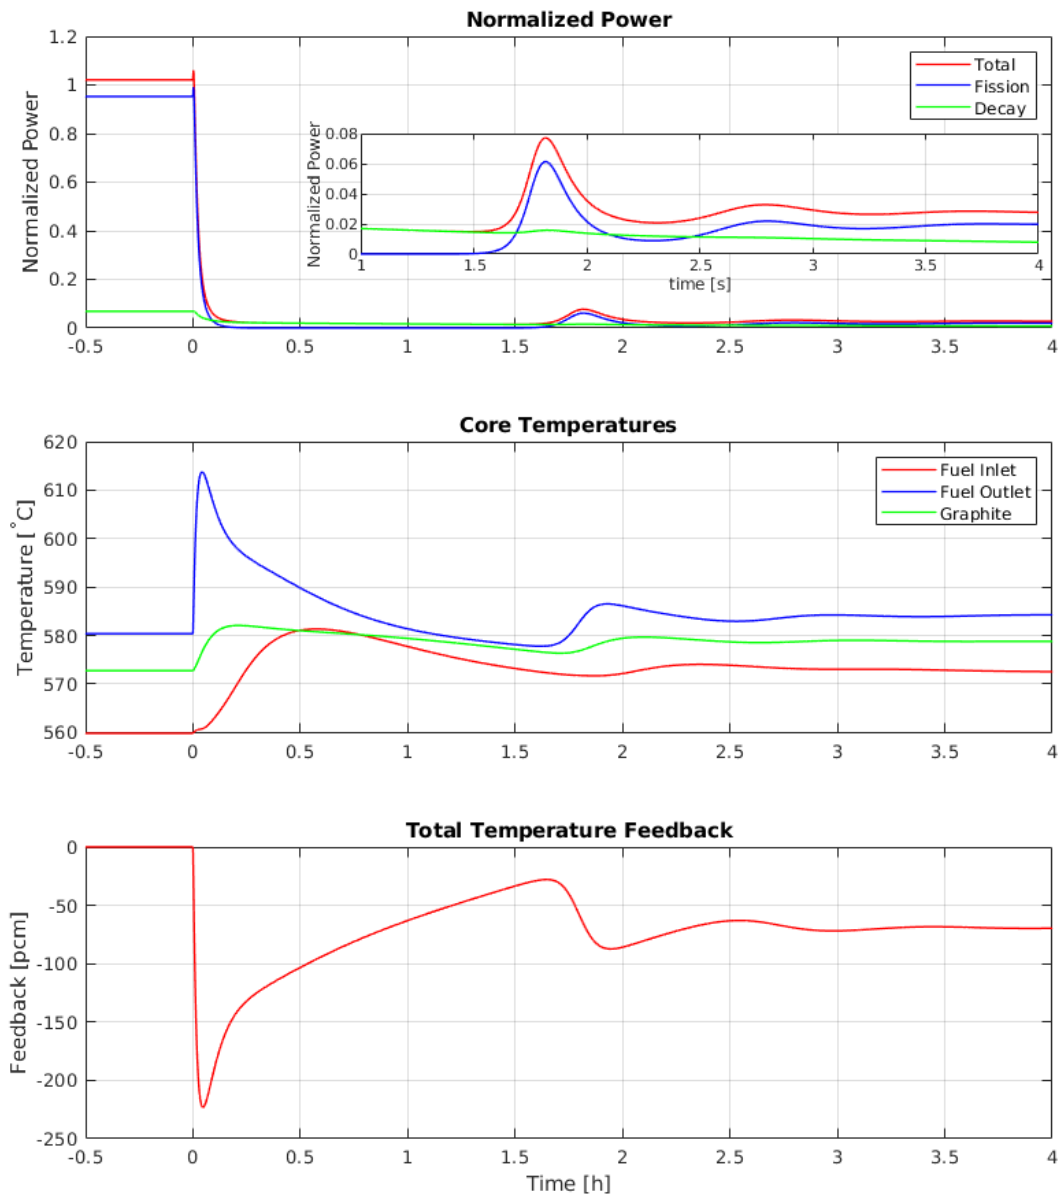 Normalized Power
Normalized Power
1.2
1
0.8
0.6
0.4
0.2
0
Total
Fission
Decay
Normalized Power
0.08
0.06
0.04
0.02
0
1 1.5 2 2.5 3 3.5 4
time [s]
-0.5 0 0.5 1 1.5 2 2.5 3 3.5 4
Core Temperatures
Temperature [°C]
620
610
600
590
580
570
560
Fuel Inlet
Fuel Outlet
Graphite
-0.5 0 0.5 1 1.5 2 2.5 3 3.5 4
Total Temperature Feedback
Feedback [pcm]
0
-50
-100
-150
-200
-250
-0.5 0 0.5 1 1.5 2 2.5 3 3.5 4
Time [h]